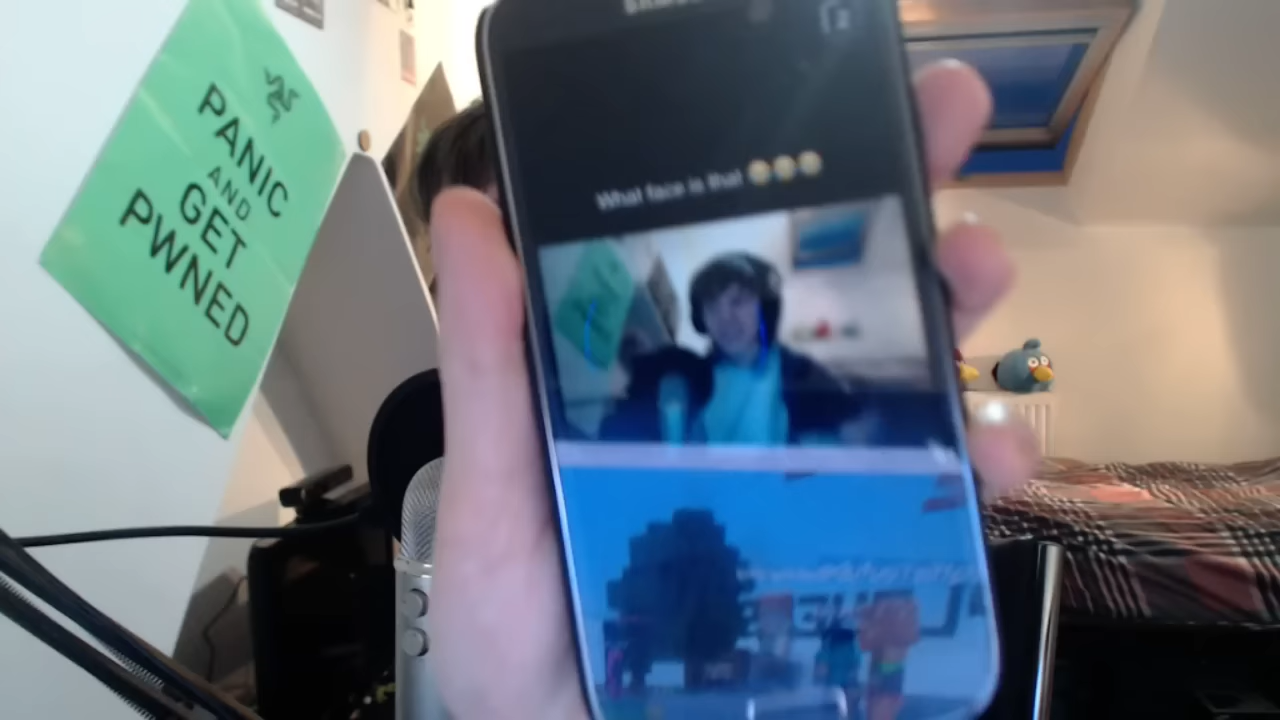 PANIC
AND
GET
PWNED
SAMSUNG
What face is that 😂😂😂